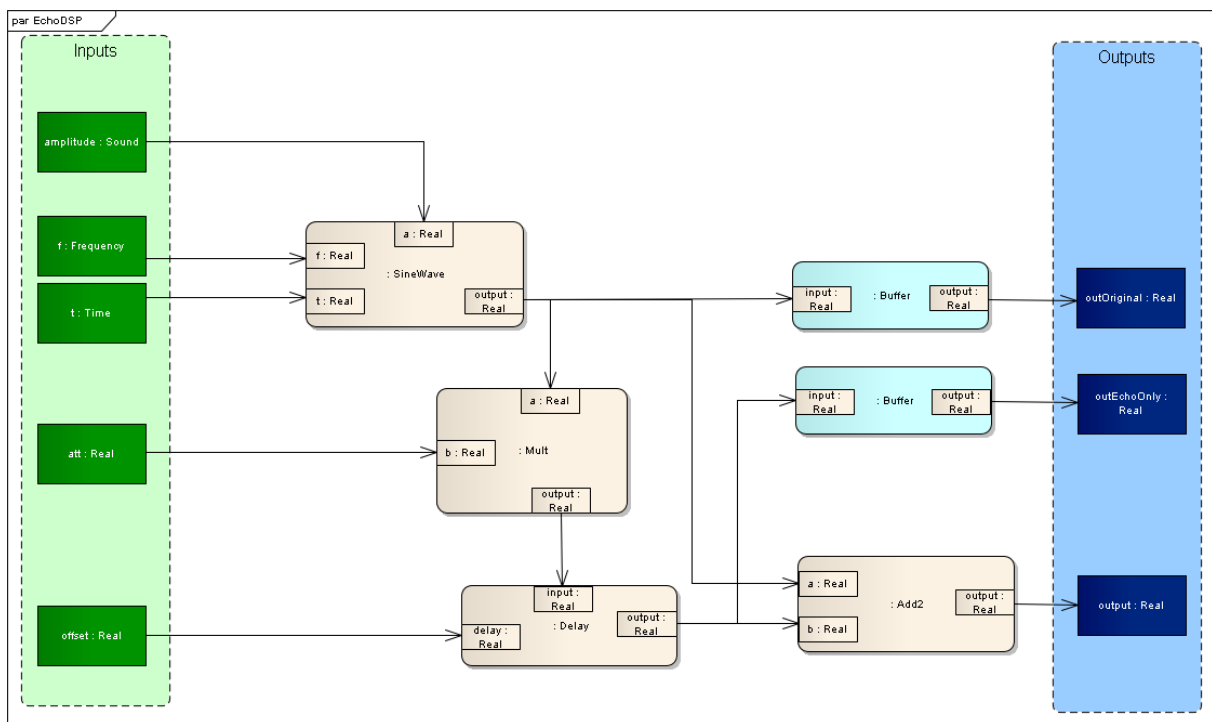 par EchoDSP
Inputs
Outputs
amplitude : Sound
f : Frequency
t : Time
att : Real
offset : Real
a : Real
f : Real
: SineWave
t : Real
output :
Real
a : Real
b : Real
: Mult
output :
Real
input :
Real
delay :
Real
: Delay
output :
Real
input :
Real
: Buffer
output :
Real
input :
Real
: Buffer
output :
Real
a : Real
b : Real
: Add2
output :
Real
outOriginal : Real
outEchoOnly :
Real
output : Real